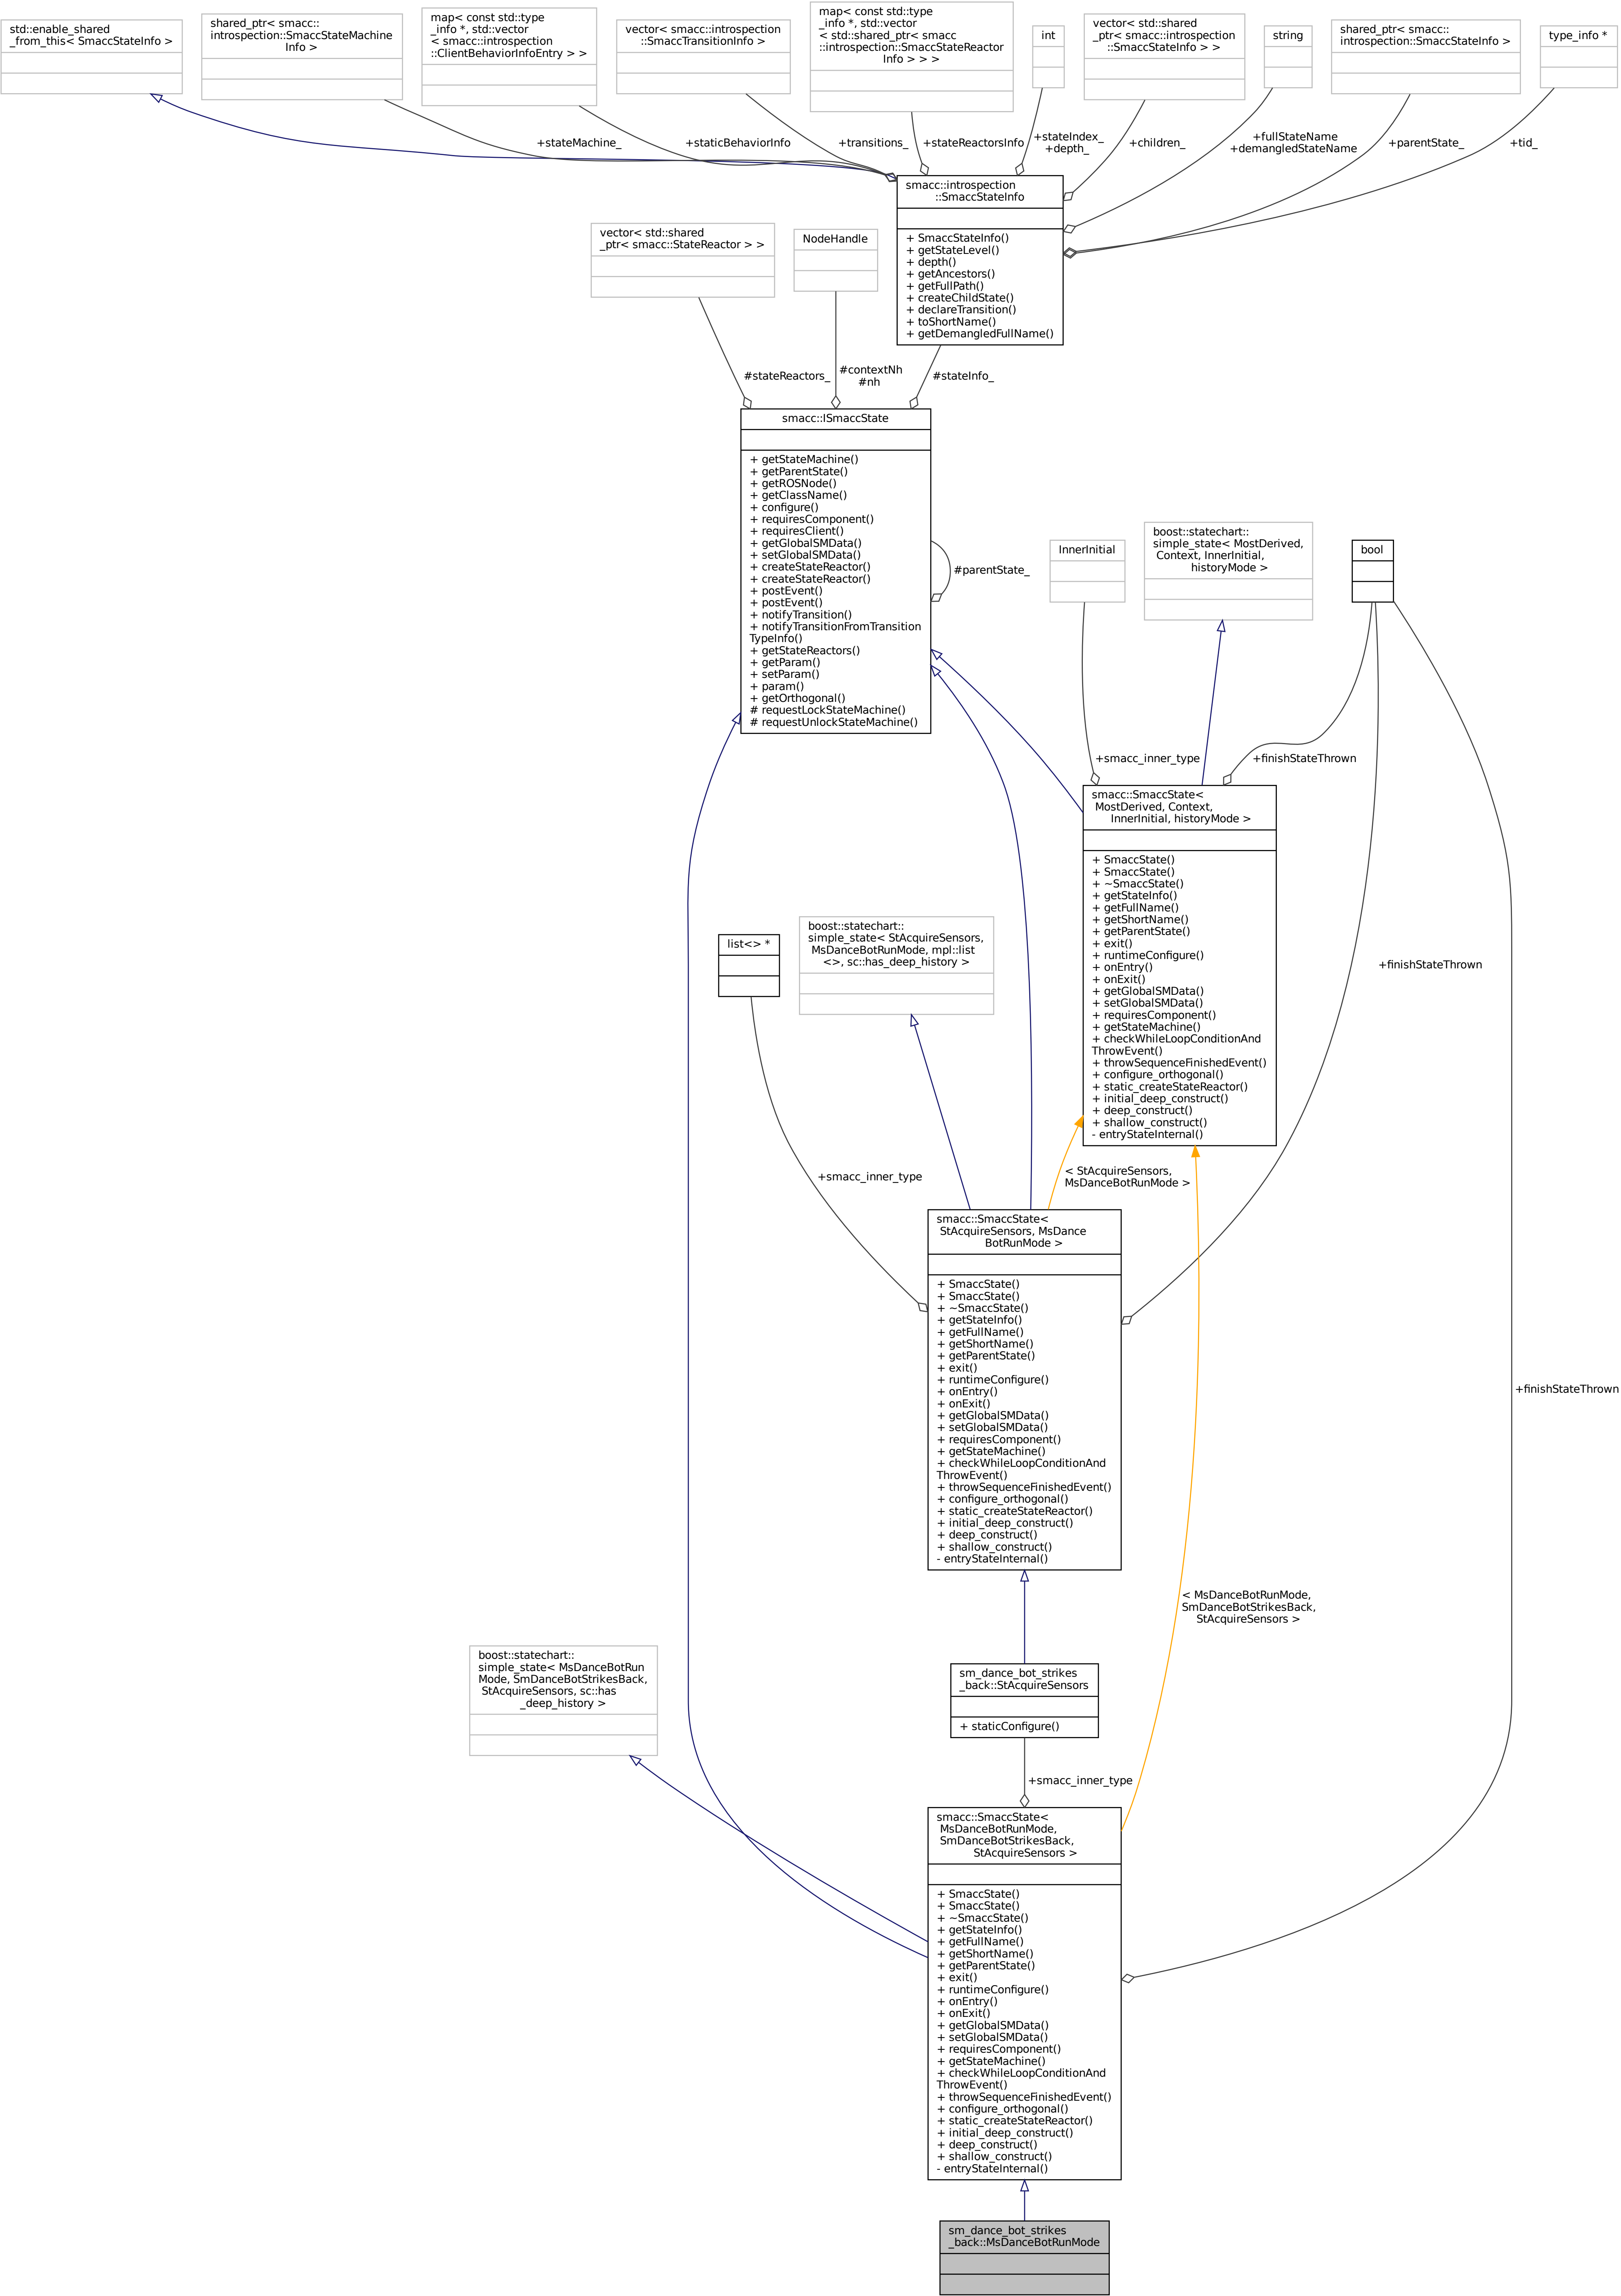 std::enable_shared
_from_this< SmaccStateInfo >
shared_ptr< smacc::
introspection::SmaccStateMachine
Info >
map< const std::type
_info *, std::vector
< smacc::introspection
::ClientBehaviorInfoEntry > >
vector< smacc::introspection
::SmaccTransitionInfo >
map< const std::type
_info *, std::vector
< std::shared_ptr< smacc
::introspection::SmaccStateReactor
Info > > >
int
vector< std::shared
_ptr< smacc::introspection
::SmaccStateInfo > >
string
shared_ptr< smacc::
introspection::SmaccStateInfo >
type_info *
+stateMachine_
+staticBehaviorInfo
+transitions_
+stateReactorsInfo
+stateIndex_
+depth_
+children_
+fullStateName
+demangledStateName
+parentState_
+tid_
smacc::introspection
::SmaccStateInfo
+ SmaccStateInfo()
+ getStateLevel()
+ depth()
+ getAncestors()
+ getFullPath()
+ createChildState()
+ declareTransition()
+ toShortName()
+ getDemangledFullName()
vector< std::shared
_ptr< smacc::StateReactor > >
NodeHandle
#stateReactors_
#contextNh
#nh
#stateInfo_
smacc::ISmaccState
+ getStateMachine()
+ getParentState()
+ getROSNode()
+ getClassName()
+ configure()
+ requiresComponent()
+ requiresClient()
+ getGlobalSMData()
+ setGlobalSMData()
+ createStateReactor()
+ createStateReactor()
+ postEvent()
+ postEvent()
+ notifyTransition()
+ notifyTransitionFromTransition
TypeInfo()
+ getStateReactors()
+ getParam()
+ setParam()
+ param()
+ getOrthogonal()
# requestLockStateMachine()
# requestUnlockStateMachine()
#parentState_
InnerInitial
boost::statechart::
simple_state< MostDerived,
Context, InnerInitial,
historyMode >
bool
+smacc_inner_type
+finishStateThrown
smacc::SmaccState<
MostDerived, Context,
InnerInitial, historyMode >
+ SmaccState()
+ SmaccState()
+ ~SmaccState()
+ getStateInfo()
+ getFullName()
+ getShortName()
+ getParentState()
+ exit()
+ runtimeConfigure()
+ onEntry()
+ onExit()
+ getGlobalSMData()
+ setGlobalSMData()
+ requiresComponent()
+ getStateMachine()
+ checkWhileLoopConditionAnd
ThrowEvent()
+ throwSequenceFinishedEvent()
+ configure_orthogonal()
+ static_createStateReactor()
+ initial_deep_construct()
+ deep_construct()
+ shallow_construct()
- entryStateInternal()
list<> *
boost::statechart::
simple_state< StAcquireSensors,
MsDanceBotRunMode, mpl::list
<>, sc::has_deep_history >
+finishStateThrown
+smacc_inner_type
< StAcquireSensors,
MsDanceBotRunMode >
smacc::SmaccState<
StAcquireSensors, MsDance
BotRunMode >
+ SmaccState()
+ SmaccState()
+ ~SmaccState()
+ getStateInfo()
+ getFullName()
+ getShortName()
+ getParentState()
+ exit()
+ runtimeConfigure()
+ onEntry()
+ onExit()
+ getGlobalSMData()
+ setGlobalSMData()
+ requiresComponent()
+ getStateMachine()
+ checkWhileLoopConditionAnd
ThrowEvent()
+ throwSequenceFinishedEvent()
+ configure_orthogonal()
+ static_createStateReactor()
+ initial_deep_construct()
+ deep_construct()
+ shallow_construct()
- entryStateInternal()
+finishStateThrown
< MsDanceBotRunMode,
SmDanceBotStrikesBack,
StAcquireSensors >
boost::statechart::
simple_state< MsDanceBotRun
Mode, SmDanceBotStrikesBack,
StAcquireSensors, sc::has
_deep_history >
sm_dance_bot_strikes
_back::StAcquireSensors
+ staticConfigure()
+smacc_inner_type
smacc::SmaccState<
MsDanceBotRunMode,
SmDanceBotStrikesBack,
StAcquireSensors >
+ SmaccState()
+ SmaccState()
+ ~SmaccState()
+ getStateInfo()
+ getFullName()
+ getShortName()
+ getParentState()
+ exit()
+ runtimeConfigure()
+ onEntry()
+ onExit()
+ getGlobalSMData()
+ setGlobalSMData()
+ requiresComponent()
+ getStateMachine()
+ checkWhileLoopConditionAnd
ThrowEvent()
+ throwSequenceFinishedEvent()
+ configure_orthogonal()
+ static_createStateReactor()
+ initial_deep_construct()
+ deep_construct()
+ shallow_construct()
- entryStateInternal()
sm_dance_bot_strikes
_back::MsDanceBotRunMode